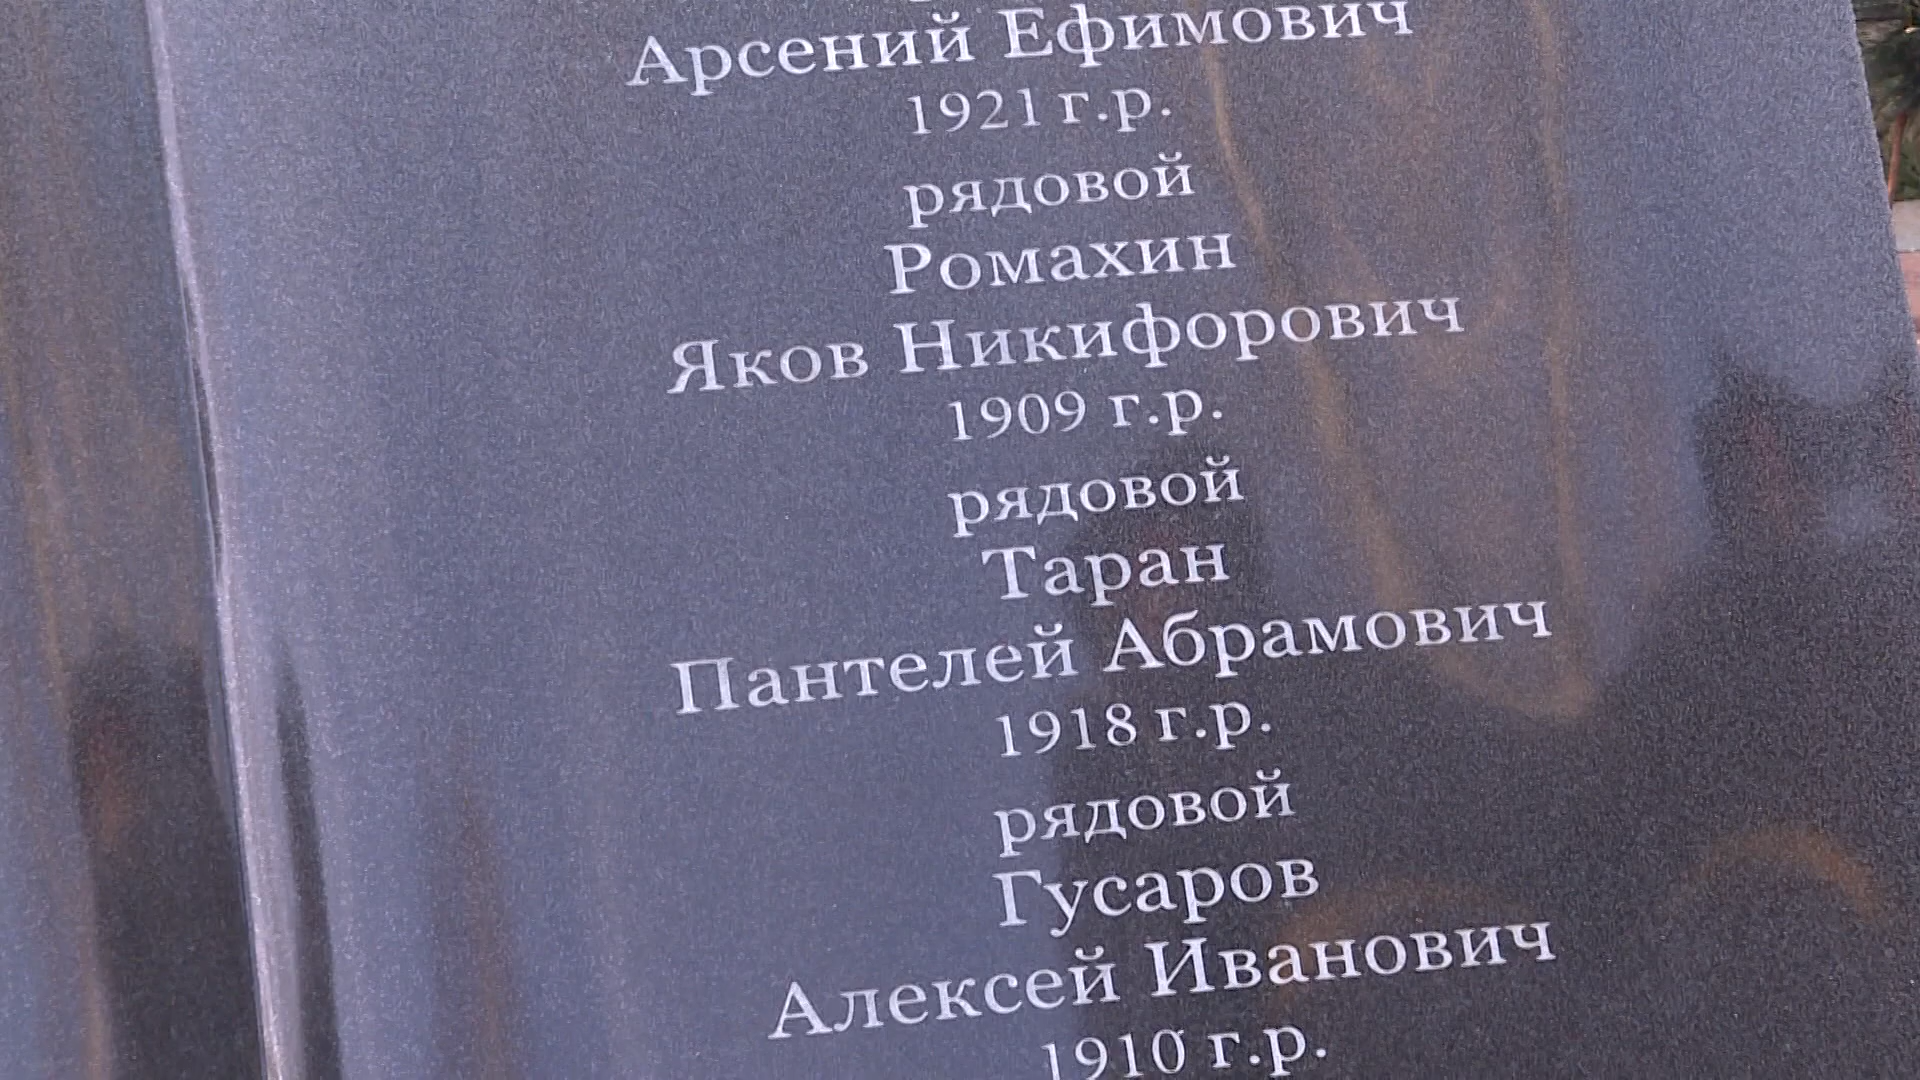 Арсений Ефимович
1921 г.р.
рядовой
Ромахин
Яков Никифорович
1909 г.р.
рядовой
Таран
Пантелей Абрамович
1918 г.р.
рядовой
Гусаров
Алексей Иванович
1910 г.р.